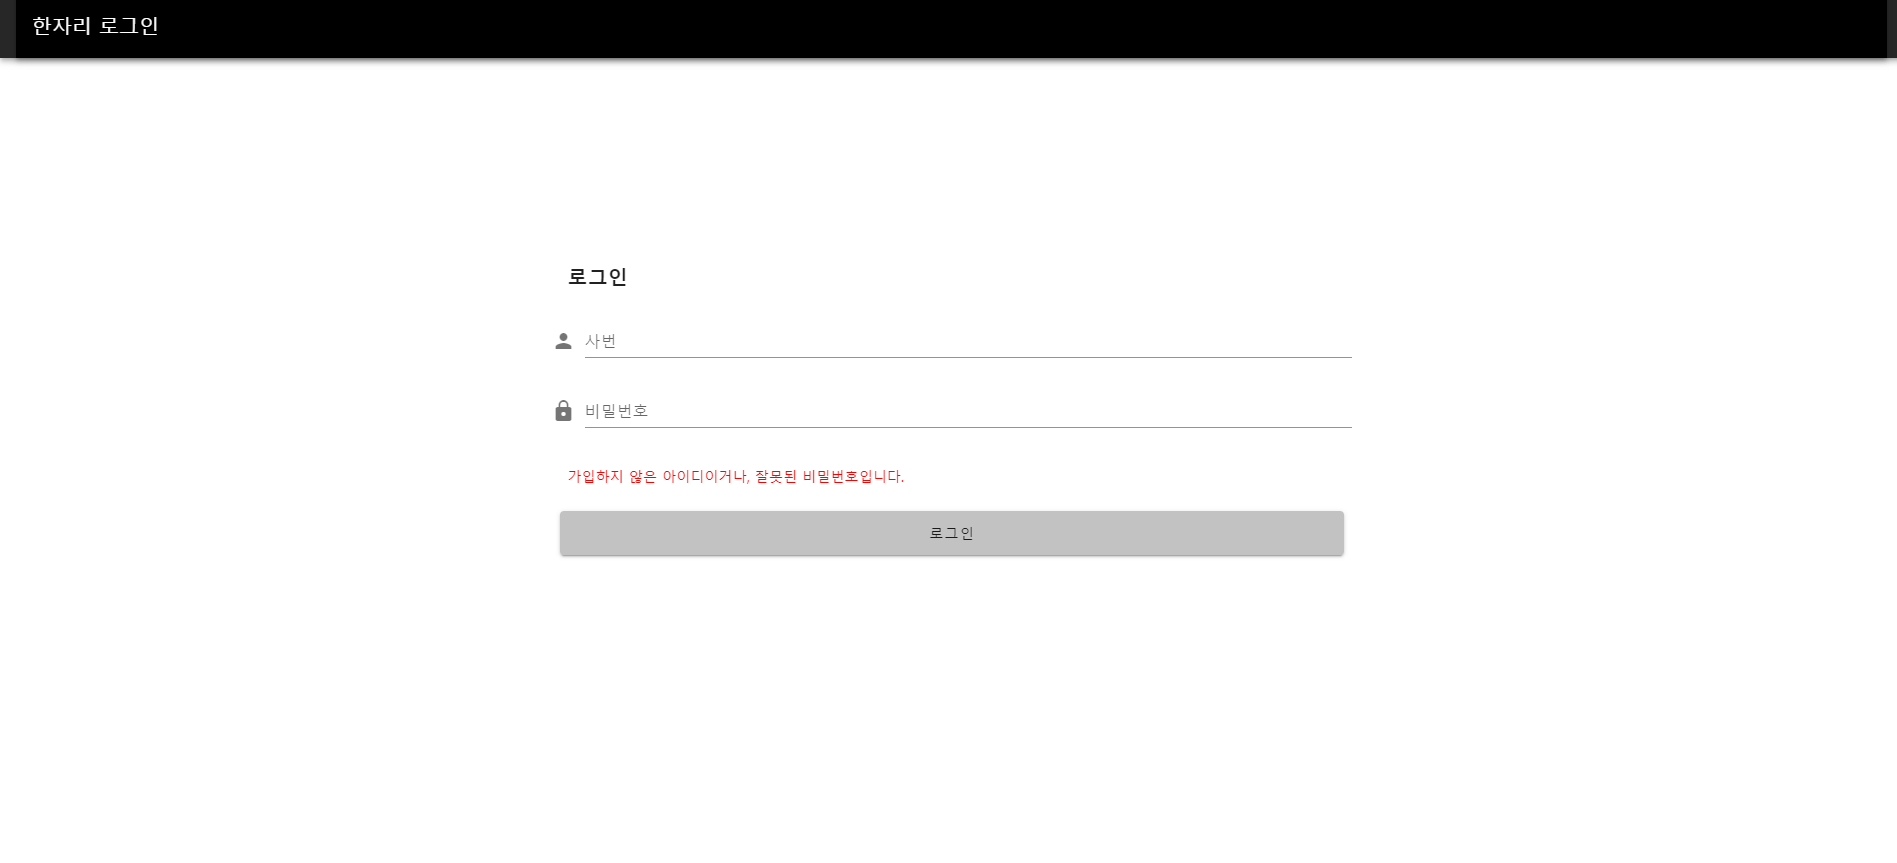 한자리 로그인
로그인
사번
비밀번호
가입하지 않은 아이디이거나, 잘못된 비밀번호입니다.
로그인